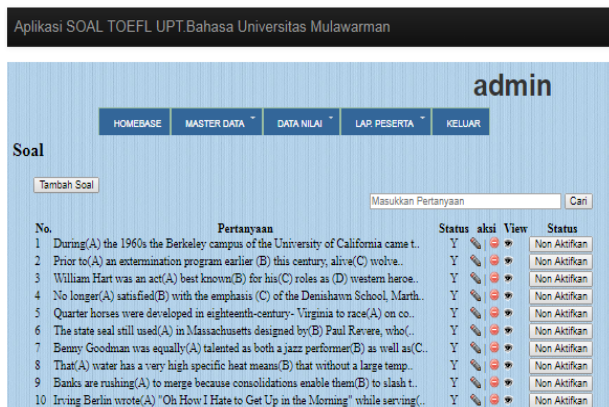 Aplikasi SOAL TOEFL UPT.Bahasa Universitas Mulawarman
admin
HOMEBASE MASTER DATA DATA NILAI LAP. PESERTA KELUAR
Soal
Tambah Soal
Masukkan Pertanyaan Cari
No. Pertanyaan Status aksi View Status
1 During(A) the 1960s the Berkeley campus of the University of California came t.. Y | Non Aktifkan
2 Prior to(A) an extermination program earlier (B) this century, alive(C) wolve.. Y | Non Aktifkan
3 William Hart was an act(A) best known(B) for his(C) roles as (D) western heroe.. Y | Non Aktifkan
4 No longer(A) satisfied(B) with the emphasis (C) of the Denishawn School, Marth.. Y | Non Aktifkan
5 Quarter horses were developed in eighteenth-century- Virginia to race(A) on co.. Y | Non Aktifkan
6 The state seal still used(A) in Massachusetts designed by(B) Paul Revere, who(.. Y | Non Aktifkan
7 Benny Goodman was equally(A) talented as both a jazz performer(B) as well as(C.. Y | Non Aktifkan
8 That(A) water has a very high specific heat means(B) that without a large temp.. Y | Non Aktifkan
9 Banks are rushing(A) to merge because consolidations enable them(B) to slash t.. Y | Non Aktifkan
10 Irving Berlin wrote(A) "Oh How I Hate to Get Up in the Morning" while serving(.. Y | Non Aktifkan